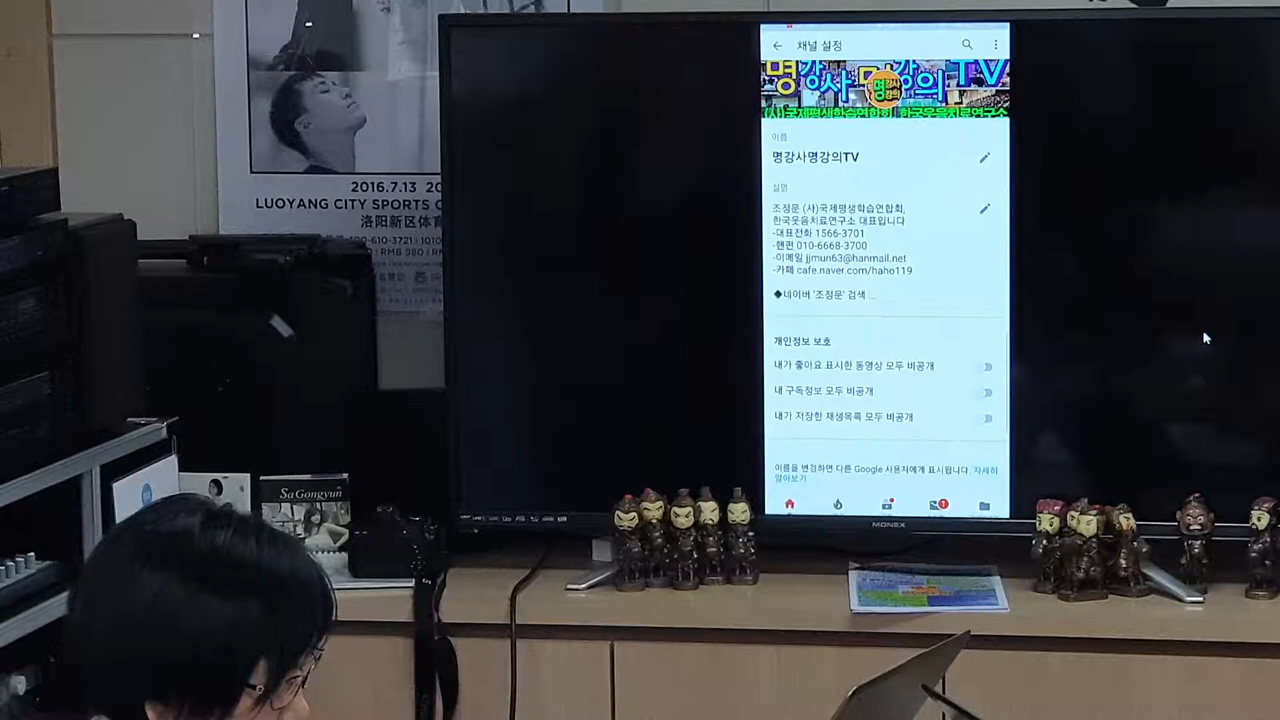 2016.7.13
LUOYANG CITY SPORTS
洛阳新区体育
Sa Gongyun
채널 설정
명강사 명강의TV
명강사
명강의
(사)국제평생학습연합회 한국웃음치료연구소
이름
명강사명강의TV
설명
조정문 (사)국제평생학습연합회,
한국웃음치료연구소 대표입니다
-대표전화 1566-3701
-핸펀 010-6668-3700
-이메일 jjmun63@hanmail.net
-카페 cafe.naver.com/haho119
◆네이버 '조정문' 검색 ...
개인정보 보호
내가 좋아요 표시한 동영상 모두 비공개
내 구독정보 모두 비공개
내가 저장한 재생목록 모두 비공개
이름을 변경하면 다른 Google 사용자에게 표시됩니다. 자세히
알아보기
1
MONEX